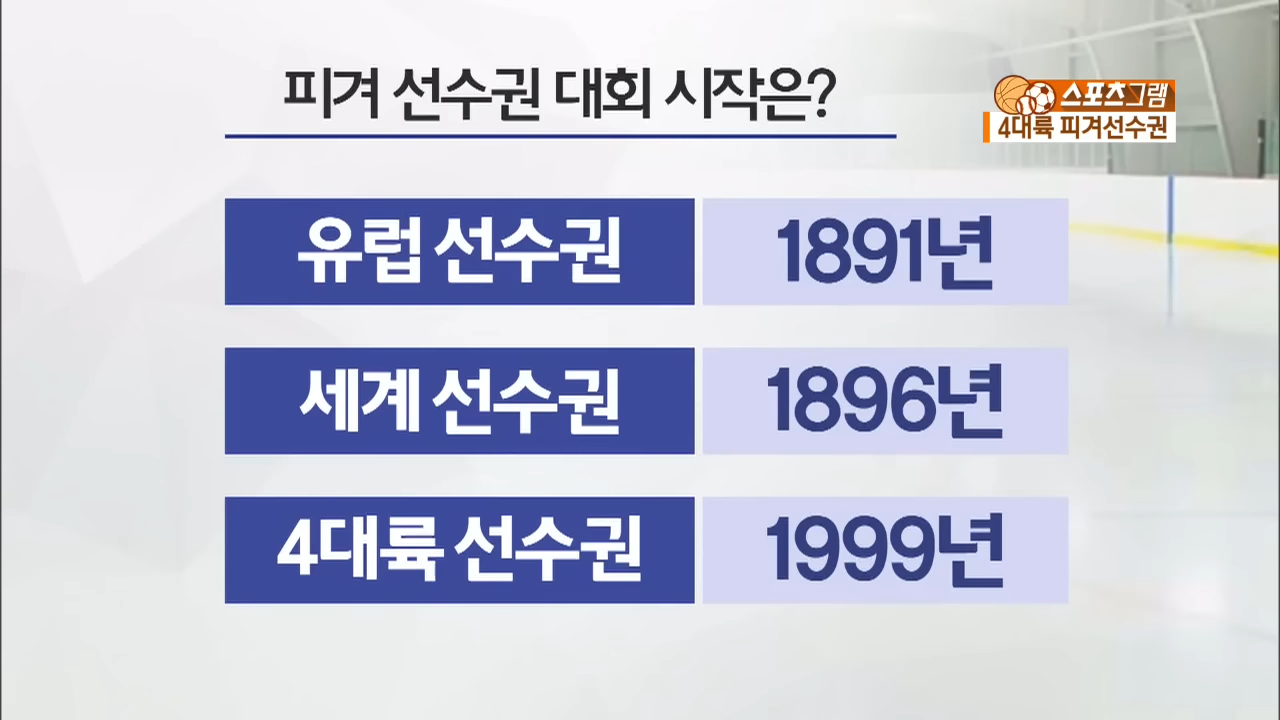 피겨 선수권 대회 시작은?
스포츠그램
4대륙 피겨선수권
유럽 선수권 1891년
세계 선수권 1896년
4대륙 선수권 1999년